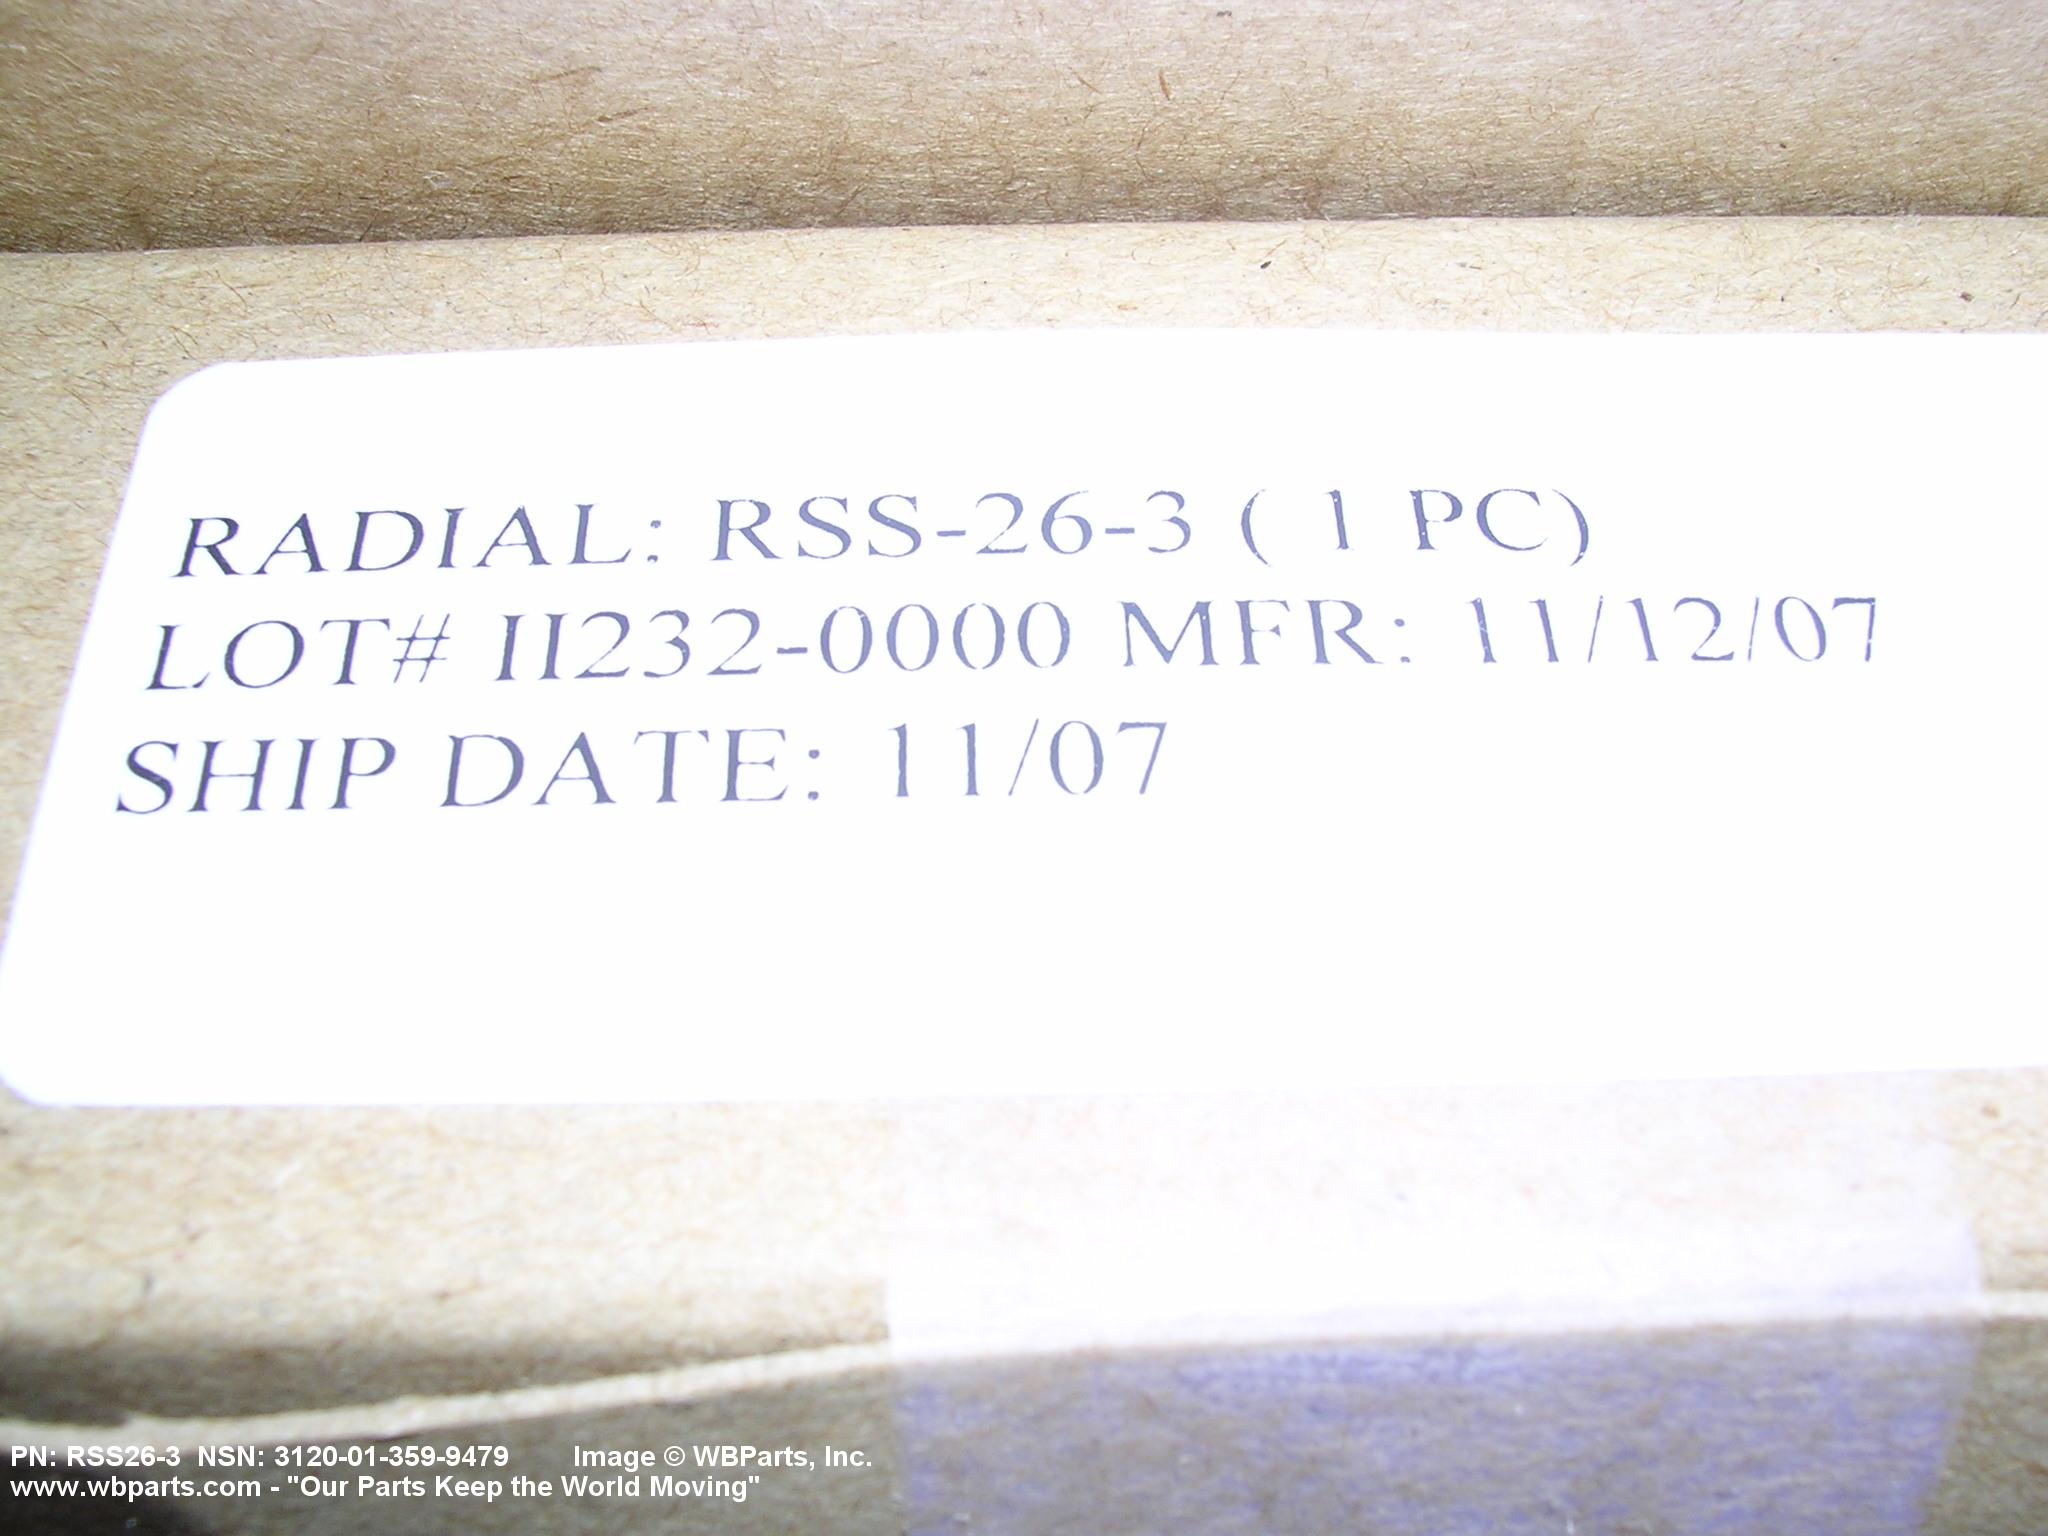 RADIAL: RSS-26-3 ( 1 PC)
LOT# II232-0000 MFR: 11/12/07
SHIP DATE: 11/07
PN: RSS26-3 NSN: 3120-01-359-9479 Image © WBParts, Inc.
www.wbparts.com - "Our Parts Keep the World Moving"